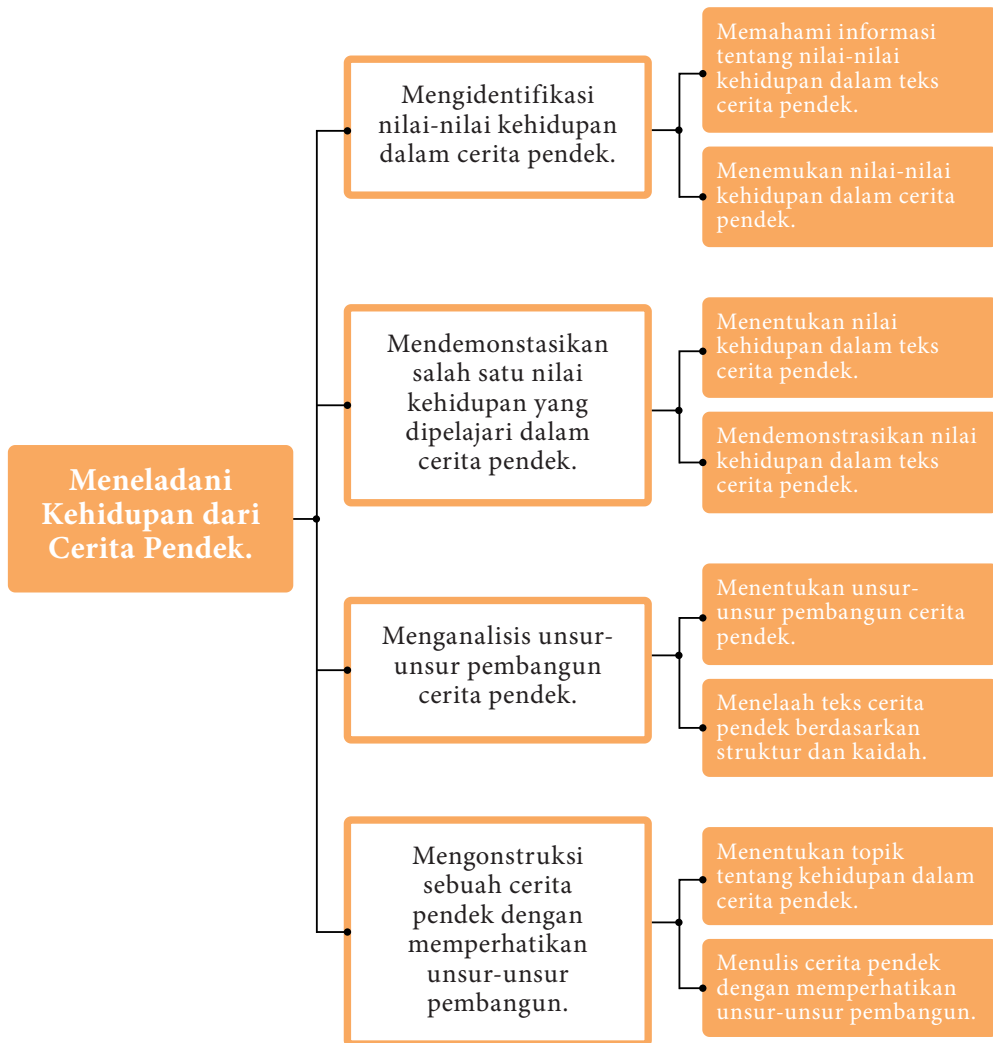 Meneladani
Kehidupan dari
Cerita Pendek.
Mengidentifikasi
nilai-nilai kehidupan
dalam cerita pendek.
Memahami informasi
tentang nilai-nilai
kehidupan dalam teks
cerita pendek.
Menemukan nilai-nilai
kehidupan dalam cerita
pendek.
Mendemonstasikan
salah satu nilai
kehidupan yang
dipelajari dalam
cerita pendek.
Menentukan nilai
kehidupan dalam teks
cerita pendek.
Mendemonstrasikan nilai
kehidupan dalam teks
cerita pendek.
Menganalisis unsur-
unsur pembangun
cerita pendek.
Menentukan unsur-
unsur pembangun cerita
pendek.
Menelaah teks cerita
pendek berdasarkan
struktur dan kaidah.
Mengonstruksi
sebuah cerita
pendek dengan
memperhatikan
unsur-unsur
pembangun.
Menentukan topik
tentang kehidupan dalam
cerita pendek.
Menulis cerita pendek
dengan memperhatikan
unsur-unsur pembangun.